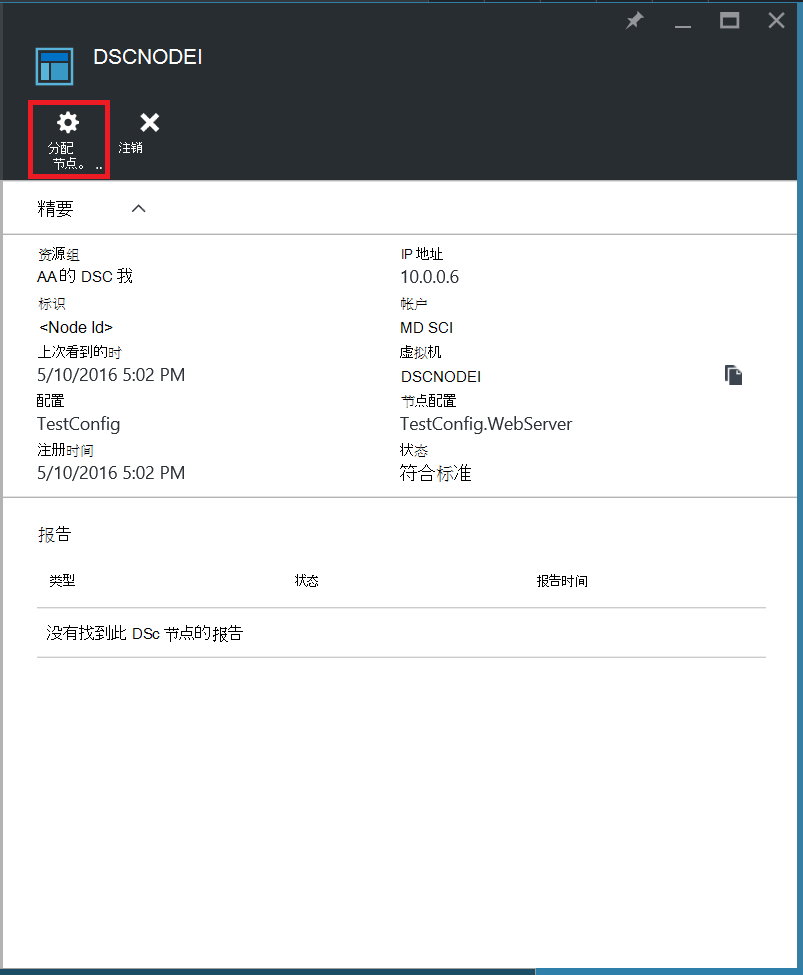 DSCNODEI
分配
节点。 ..
注销
精要
资源组
AA的 DSC 我
标识
<Node Id>
上次看到的时
5/10/2016 5:02 PM
配置
TestConfig
注册时间
5/10/2016 5:02 PM
IP 地址
10.0.0.6
帐户
MD SCI
虚拟机
DSCNODEI
节点配置
TestConfig.WebServer
状态
符合标准
报告
类型 状态 报告时间
没有找到此 DSc 节点的报告